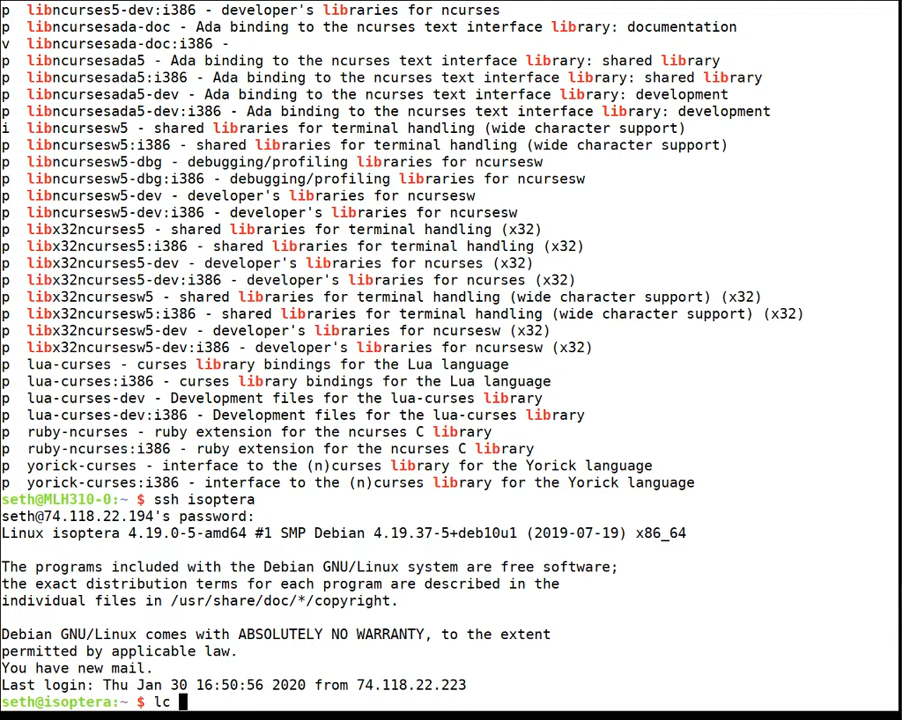 p  libncurses5-dev:i386 - developer's libraries for ncurses
p  libncursesada-doc - Ada binding to the ncurses text interface library: documentation
v  libncursesada-doc:i386 -
p  libncursesada5 - Ada binding to the ncurses text interface library: shared library
p  libncursesada5:i386 - Ada binding to the ncurses text interface library: shared library
p  libncursesada5-dev - Ada binding to the ncurses text interface library: development
p  libncursesada5-dev:i386 - Ada binding to the ncurses text interface library: development
i  libncursesw5 - shared libraries for terminal handling (wide character support)
p  libncursesw5:i386 - shared libraries for terminal handling (wide character support)
p  libncursesw5-dbg - debugging/profiling libraries for ncursesw
p  libncursesw5-dbg:i386 - debugging/profiling libraries for ncursesw
p  libncursesw5-dev - developer's libraries for ncursesw
p  libncursesw5-dev:i386 - developer's libraries for ncursesw
p  libx32ncurses5 - shared libraries for terminal handling (x32)
p  libx32ncurses5:i386 - shared libraries for terminal handling (x32)
p  libx32ncurses5-dev - developer's libraries for ncurses (x32)
p  libx32ncurses5-dev:i386 - developer's libraries for ncurses (x32)
p  libx32ncursesw5 - shared libraries for terminal handling (wide character support) (x32)
p  libx32ncursesw5:i386 - shared libraries for terminal handling (wide character support) (x32)
p  libx32ncursesw5-dev - developer's libraries for ncursesw (x32)
p  libx32ncursesw5-dev:i386 - developer's libraries for ncursesw (x32)
p  lua-curses - curses library bindings for the Lua language
p  lua-curses:i386 - curses library bindings for the Lua language
p  lua-curses-dev - Development files for the lua-curses library
p  lua-curses-dev:i386 - Development files for the lua-curses library
p  ruby-ncurses - ruby extension for the ncurses C library
p  ruby-ncurses:i386 - ruby extension for the ncurses C library
p  yorick-curses - interface to the (n)curses library for the Yorick language
p  yorick-curses:i386 - interface to the (n)curses library for the Yorick language
seth@MLH310-0:~ $ ssh isoptera
seth@74.118.22.194's password:
Linux isoptera 4.19.0-5-amd64 #1 SMP Debian 4.19.37-5+deb10u1 (2019-07-19) x86_64
The programs included with the Debian GNU/Linux system are free software;
the exact distribution terms for each program are described in the
individual files in /usr/share/doc/*/copyright.
Debian GNU/Linux comes with ABSOLUTELY NO WARRANTY, to the extent
permitted by applicable law.
You have new mail.
Last login: Thu Jan 30 16:50:56 2020 from 74.118.22.223
seth@isoptera:~ $ lc